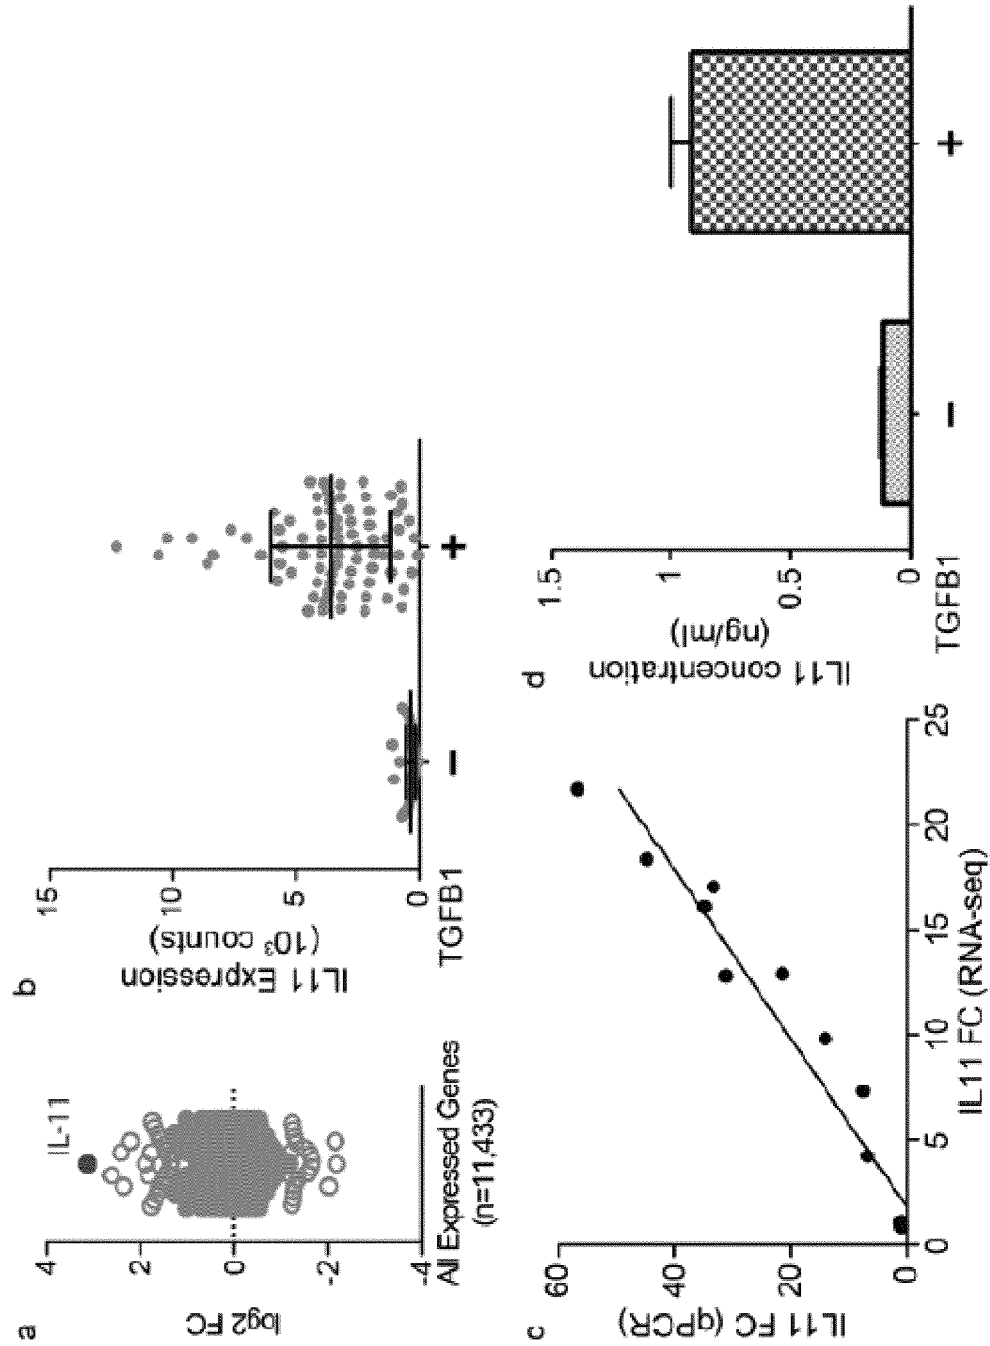 a
log2 FC
4
2
0
-2
-4
IL-11
All Expressed Genes
(n=11,433)
b
IL11 Expression
(10³ counts)
15
10
5
0
TGFB1
−
+
c
IL11 FC (qPCR)
60
40
20
0
0
5
10
15
20
25
IL11 FC (RNA-seq)
d
IL11 concentration
(ng/ml)
1.5
1
0.5
0
TGFB1
−
+